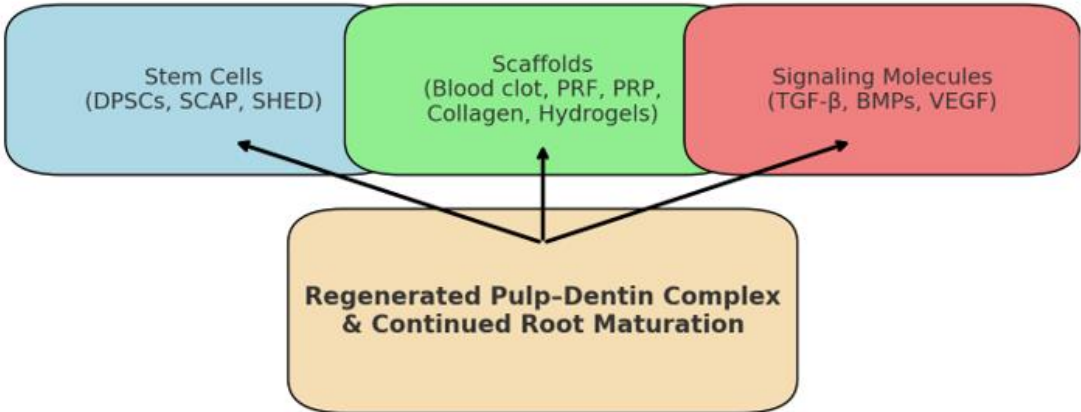 Stem Cells
(DPSCs, SCAP, SHED)
Scaffolds
(Blood clot, PRF, PRP,
Collagen, Hydrogels)
Signaling Molecules
(TGF-β, BMPs, VEGF)
Regenerated Pulp–Dentin Complex
& Continued Root Maturation